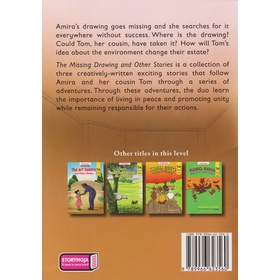 Amira's drawing goes missing and she searches for it
everywhere without success. Where is the drawing?
Could Tom, her cousin, have taken it? How will Tom's
idea about the environment change their estate?
The Missing Drawing and Other Stories is a collection of
three creatively-written exciting stories that follow
Amira and her cousin Tom through a series of
adventures. Through these adventures, the duo learn
the importance of living in peace and promoting unity
while remaining responsible for their actions.
Other titles in this level
The Art Contest
STORYMOJA